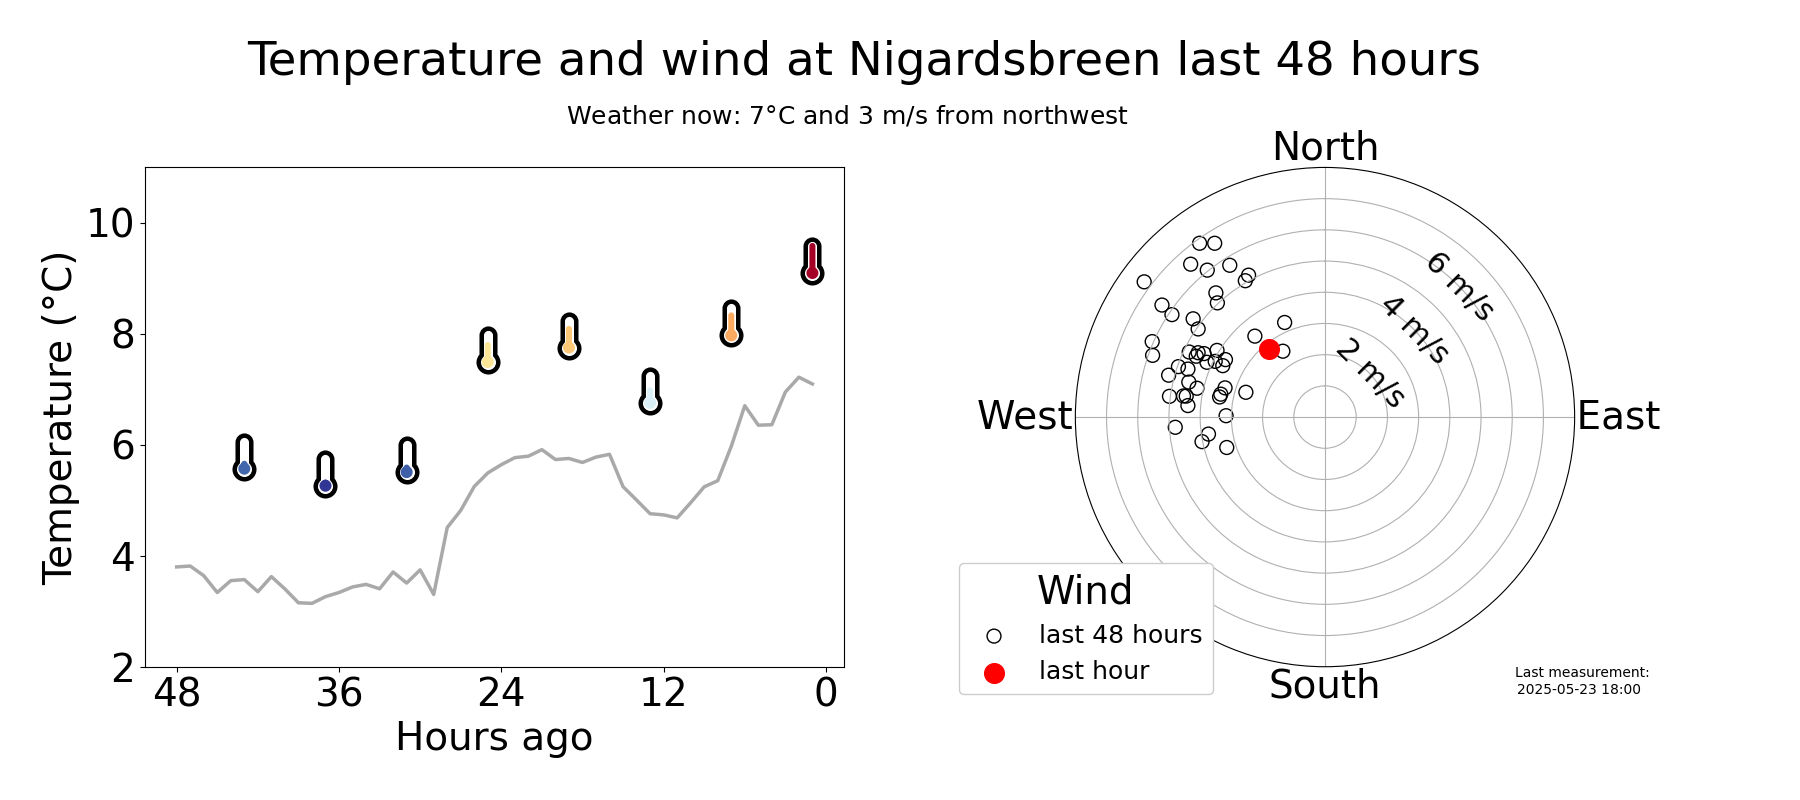 Temperature and wind at Nigardsbreen last 48 hours
Weather now: 7°C and 3 m/s from northwest
Temperature (°C)
10
8
6
4
2
48 36 24 12 0
Hours ago
North
West
East
South
6 m/s
4 m/s
2 m/s
Wind
last 48 hours
last hour
Last measurement:
2025-05-23 18:00